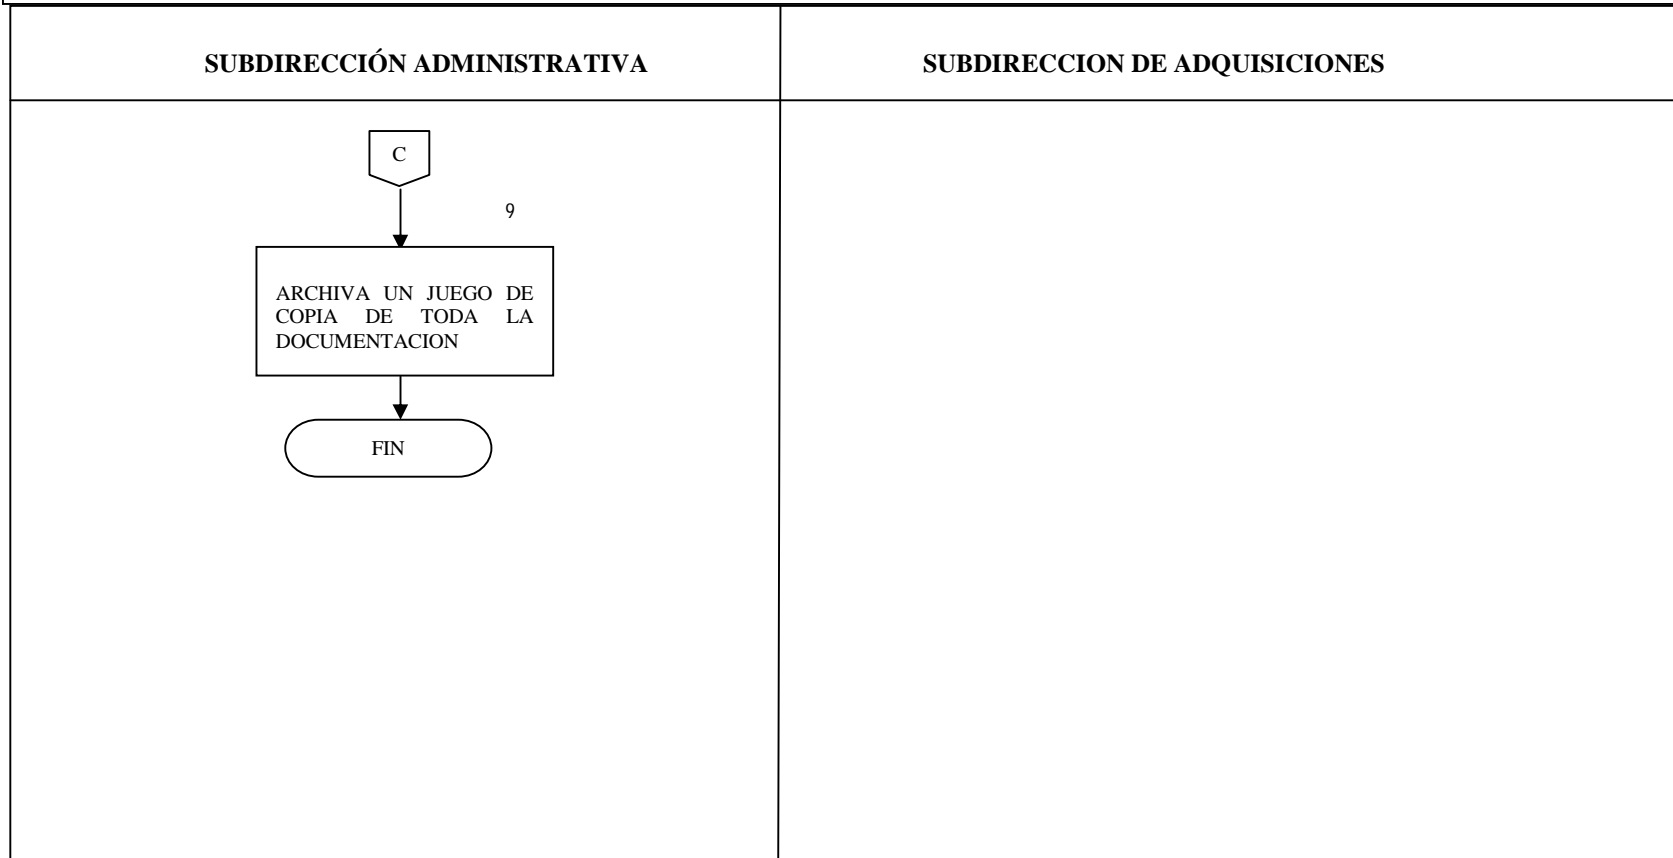 SUBDIRECCIÓN ADMINISTRATIVA
SUBDIRECCION DE ADQUISICIONES
C
9
ARCHIVA UN JUEGO DE
COPIA DE TODA LA
DOCUMENTACION
FIN